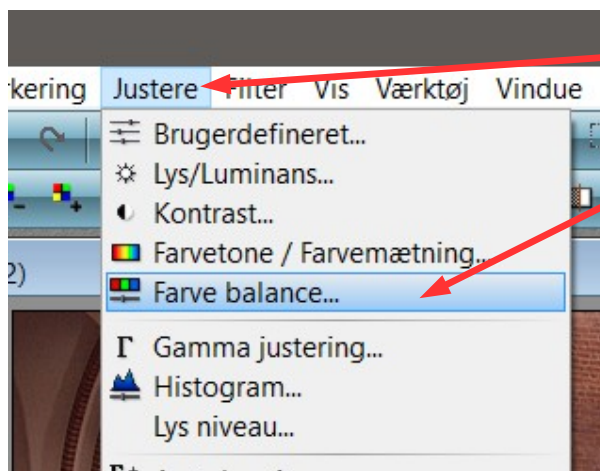 kering Justere Filter Vis Værktøj Vindue
Brugerdefineret...
Lys/Luminans...
Kontrast...
2)
Farvetone / Farvemætning...
Farve balance...
Γ Gamma justering...
Histogram...
Lys niveau...